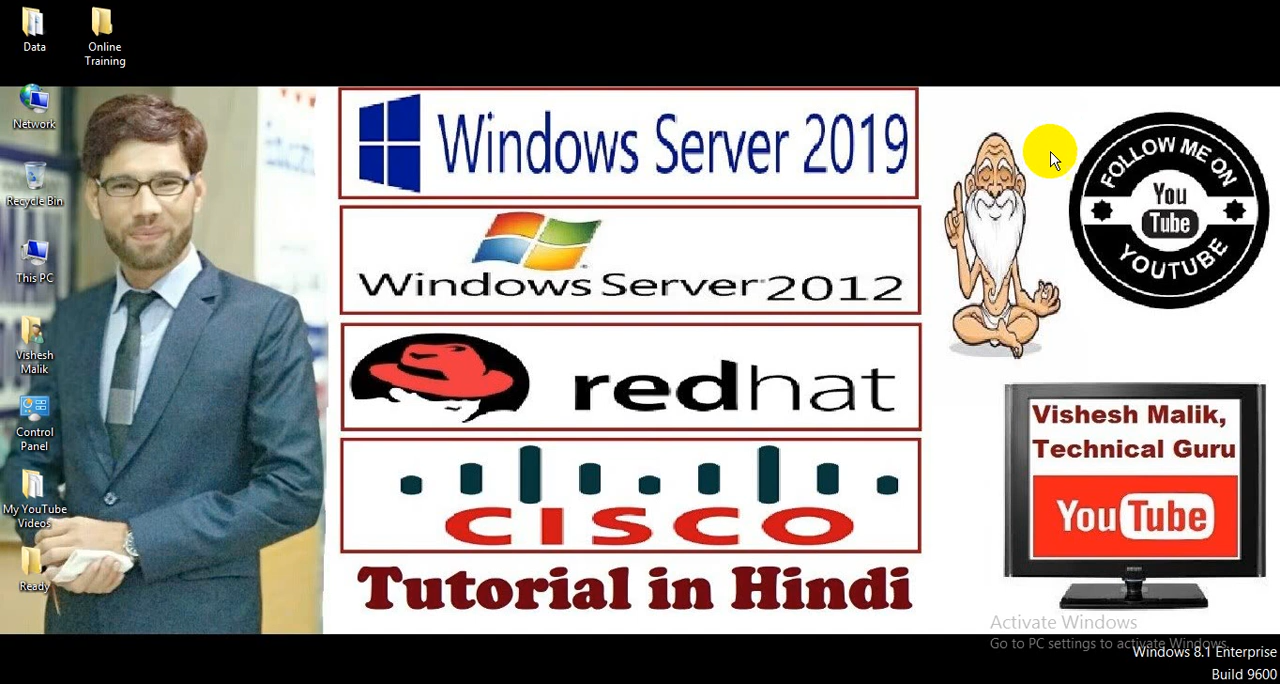 Data
Online
Training
Network
Recycle Bin
This PC
Vishesh
Malik
Control
Panel
My YouTube
Videos
Ready
Windows Server 2019
Windows Server 2012
redhat
CISCO
Tutorial in Hindi
FOLLOW ME ON
You
Tube
YOUTUBE
Vishesh Malik,
Technical Guru
YouTube
Activate Windows
Go to PC settings to activate Windows.
Windows 8.1 Enterprise
Build 9600